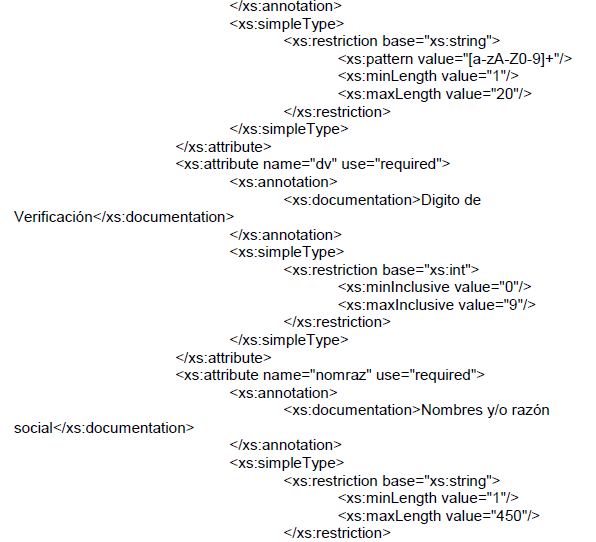 </xs:annotation>
<xs:simpleType>
<xs:restriction base="xs:string">
<xs:pattern value="[a-zA-Z0-9]+"/>
<xs:minLength value="1"/>
<xs:maxLength value="20"/>
</xs:restriction>
</xs:simpleType>
</xs:attribute>
<xs:attribute name="dv" use="required">
<xs:annotation>
<xs:documentation>Digito de
Verificación</xs:documentation>
</xs:annotation>
<xs:simpleType>
<xs:restriction base="xs:int">
<xs:minInclusive value="0"/>
<xs:maxInclusive value="9"/>
</xs:restriction>
</xs:simpleType>
</xs:attribute>
<xs:attribute name="nomraz" use="required">
<xs:annotation>
<xs:documentation>Nombres y/o razón
social</xs:documentation>
</xs:annotation>
<xs:simpleType>
<xs:restriction base="xs:string">
<xs:minLength value="1"/>
<xs:maxLength value="450"/>
</xs:restriction>